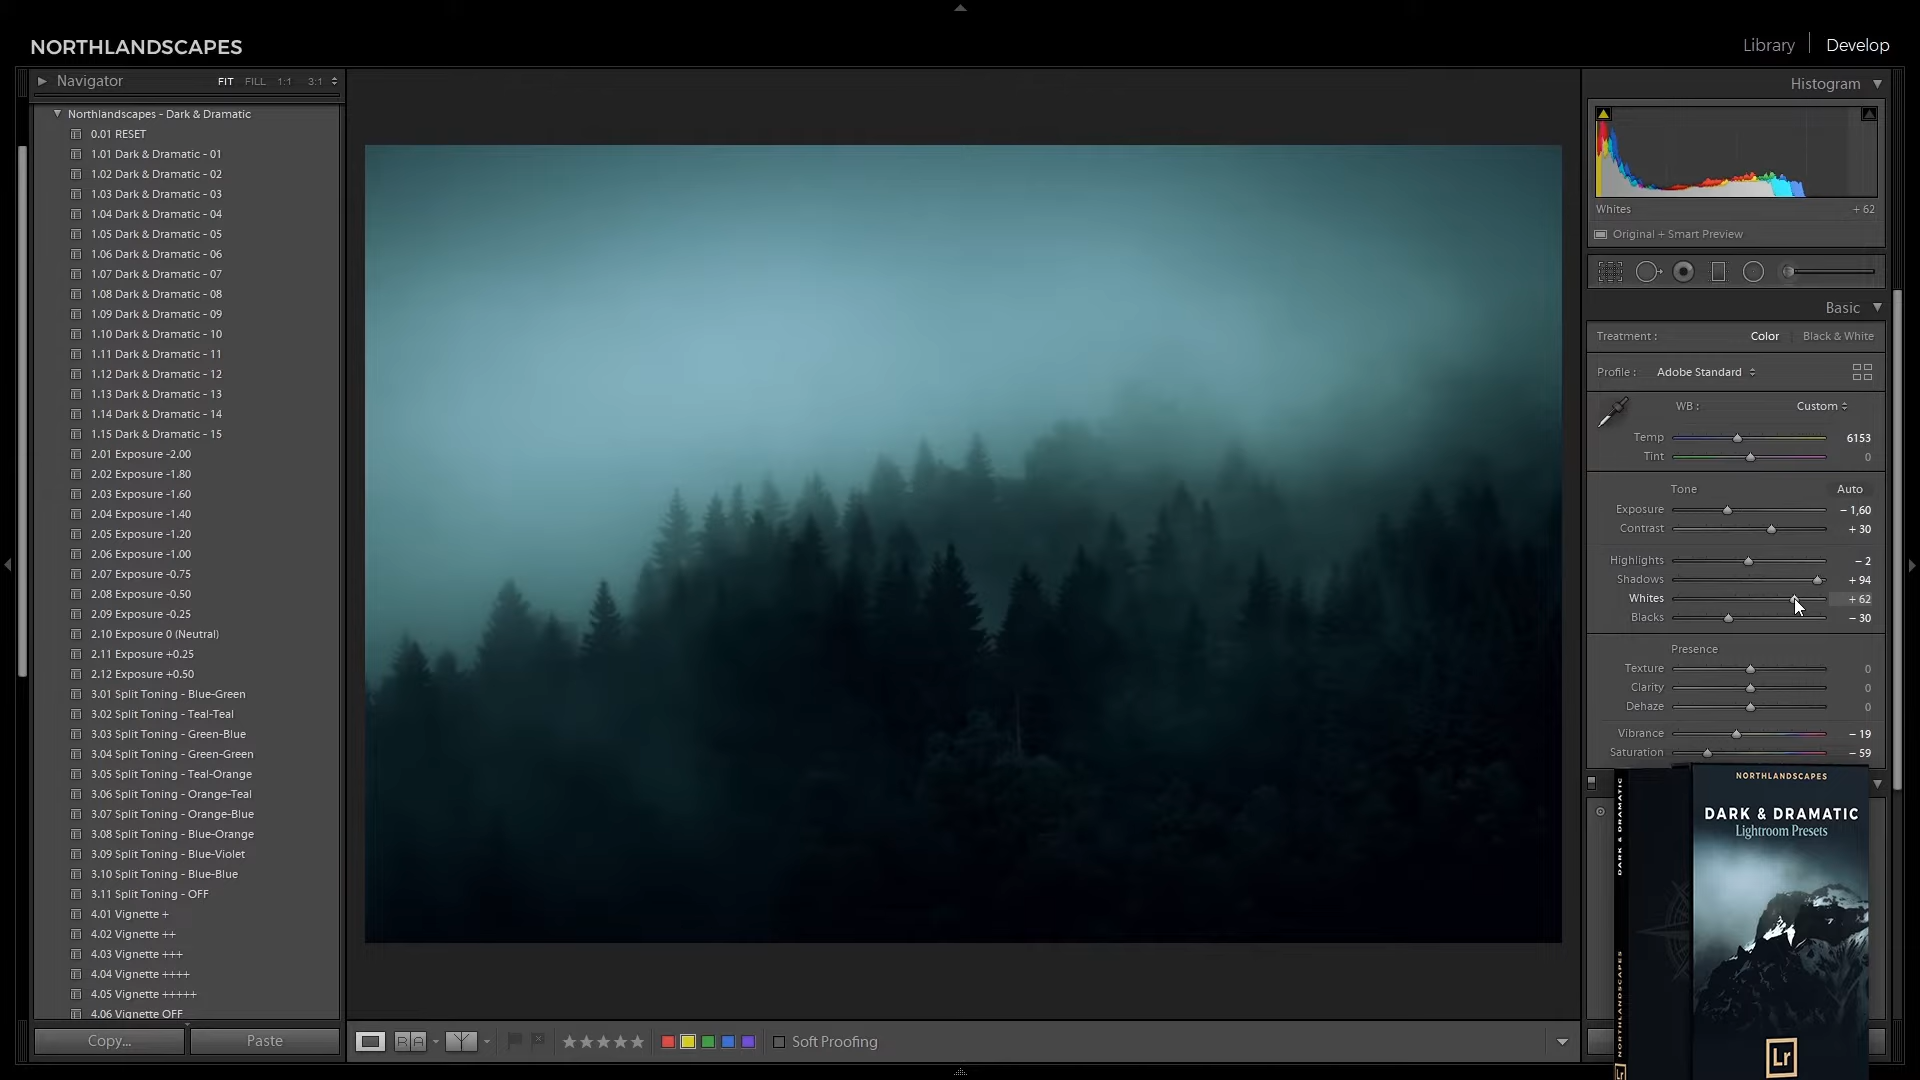 NORTHLANDSCAPES
Library | Develop
Navigator FIT FILL 1:1 3:1
Northlandscapes - Dark & Dramatic
0.01 RESET
1.01 Dark & Dramatic - 01
1.02 Dark & Dramatic - 02
1.03 Dark & Dramatic - 03
1.04 Dark & Dramatic - 04
1.05 Dark & Dramatic - 05
1.06 Dark & Dramatic - 06
1.07 Dark & Dramatic - 07
1.08 Dark & Dramatic - 08
1.09 Dark & Dramatic - 09
1.10 Dark & Dramatic - 10
1.11 Dark & Dramatic - 11
1.12 Dark & Dramatic - 12
1.13 Dark & Dramatic - 13
1.14 Dark & Dramatic - 14
1.15 Dark & Dramatic - 15
2.01 Exposure -2.00
2.02 Exposure -1.80
2.03 Exposure -1.60
2.04 Exposure -1.40
2.05 Exposure -1.20
2.06 Exposure -1.00
2.07 Exposure -0.75
2.08 Exposure -0.50
2.09 Exposure -0.25
2.10 Exposure 0 (Neutral)
2.11 Exposure +0.25
2.12 Exposure +0.50
3.01 Split Toning - Blue-Green
3.02 Split Toning - Teal-Teal
3.03 Split Toning - Green-Blue
3.04 Split Toning - Green-Green
3.05 Split Toning - Teal-Orange
3.06 Split Toning - Orange-Teal
3.07 Split Toning - Orange-Blue
3.08 Split Toning - Blue-Orange
3.09 Split Toning - Blue-Violet
3.10 Split Toning - Blue-Blue
3.11 Split Toning - OFF
4.01 Vignette +
4.02 Vignette ++
4.03 Vignette +++
4.04 Vignette ++++
4.05 Vignette +++++
4.06 Vignette OFF
Copy... Paste
R A Y Soft Proofing
Histogram
Whites + 62
Original + Smart Preview
Basic
Treatment : Color Black & White
Profile : Adobe Standard
WB : Custom
Temp 6153
Tint 0
Tone Auto
Exposure − 1,60
Contrast + 30
Highlights − 2
Shadows + 94
Whites + 62
Blacks − 30
Presence
Texture 0
Clarity 0
Dehaze 0
Vibrance − 19
Saturation − 59
NORTHLANDSCAPES
DARK & DRAMATIC
Lightroom Presets
Lr
DARK & DRAMATIC
NORTHLANDSCAPES
Lr